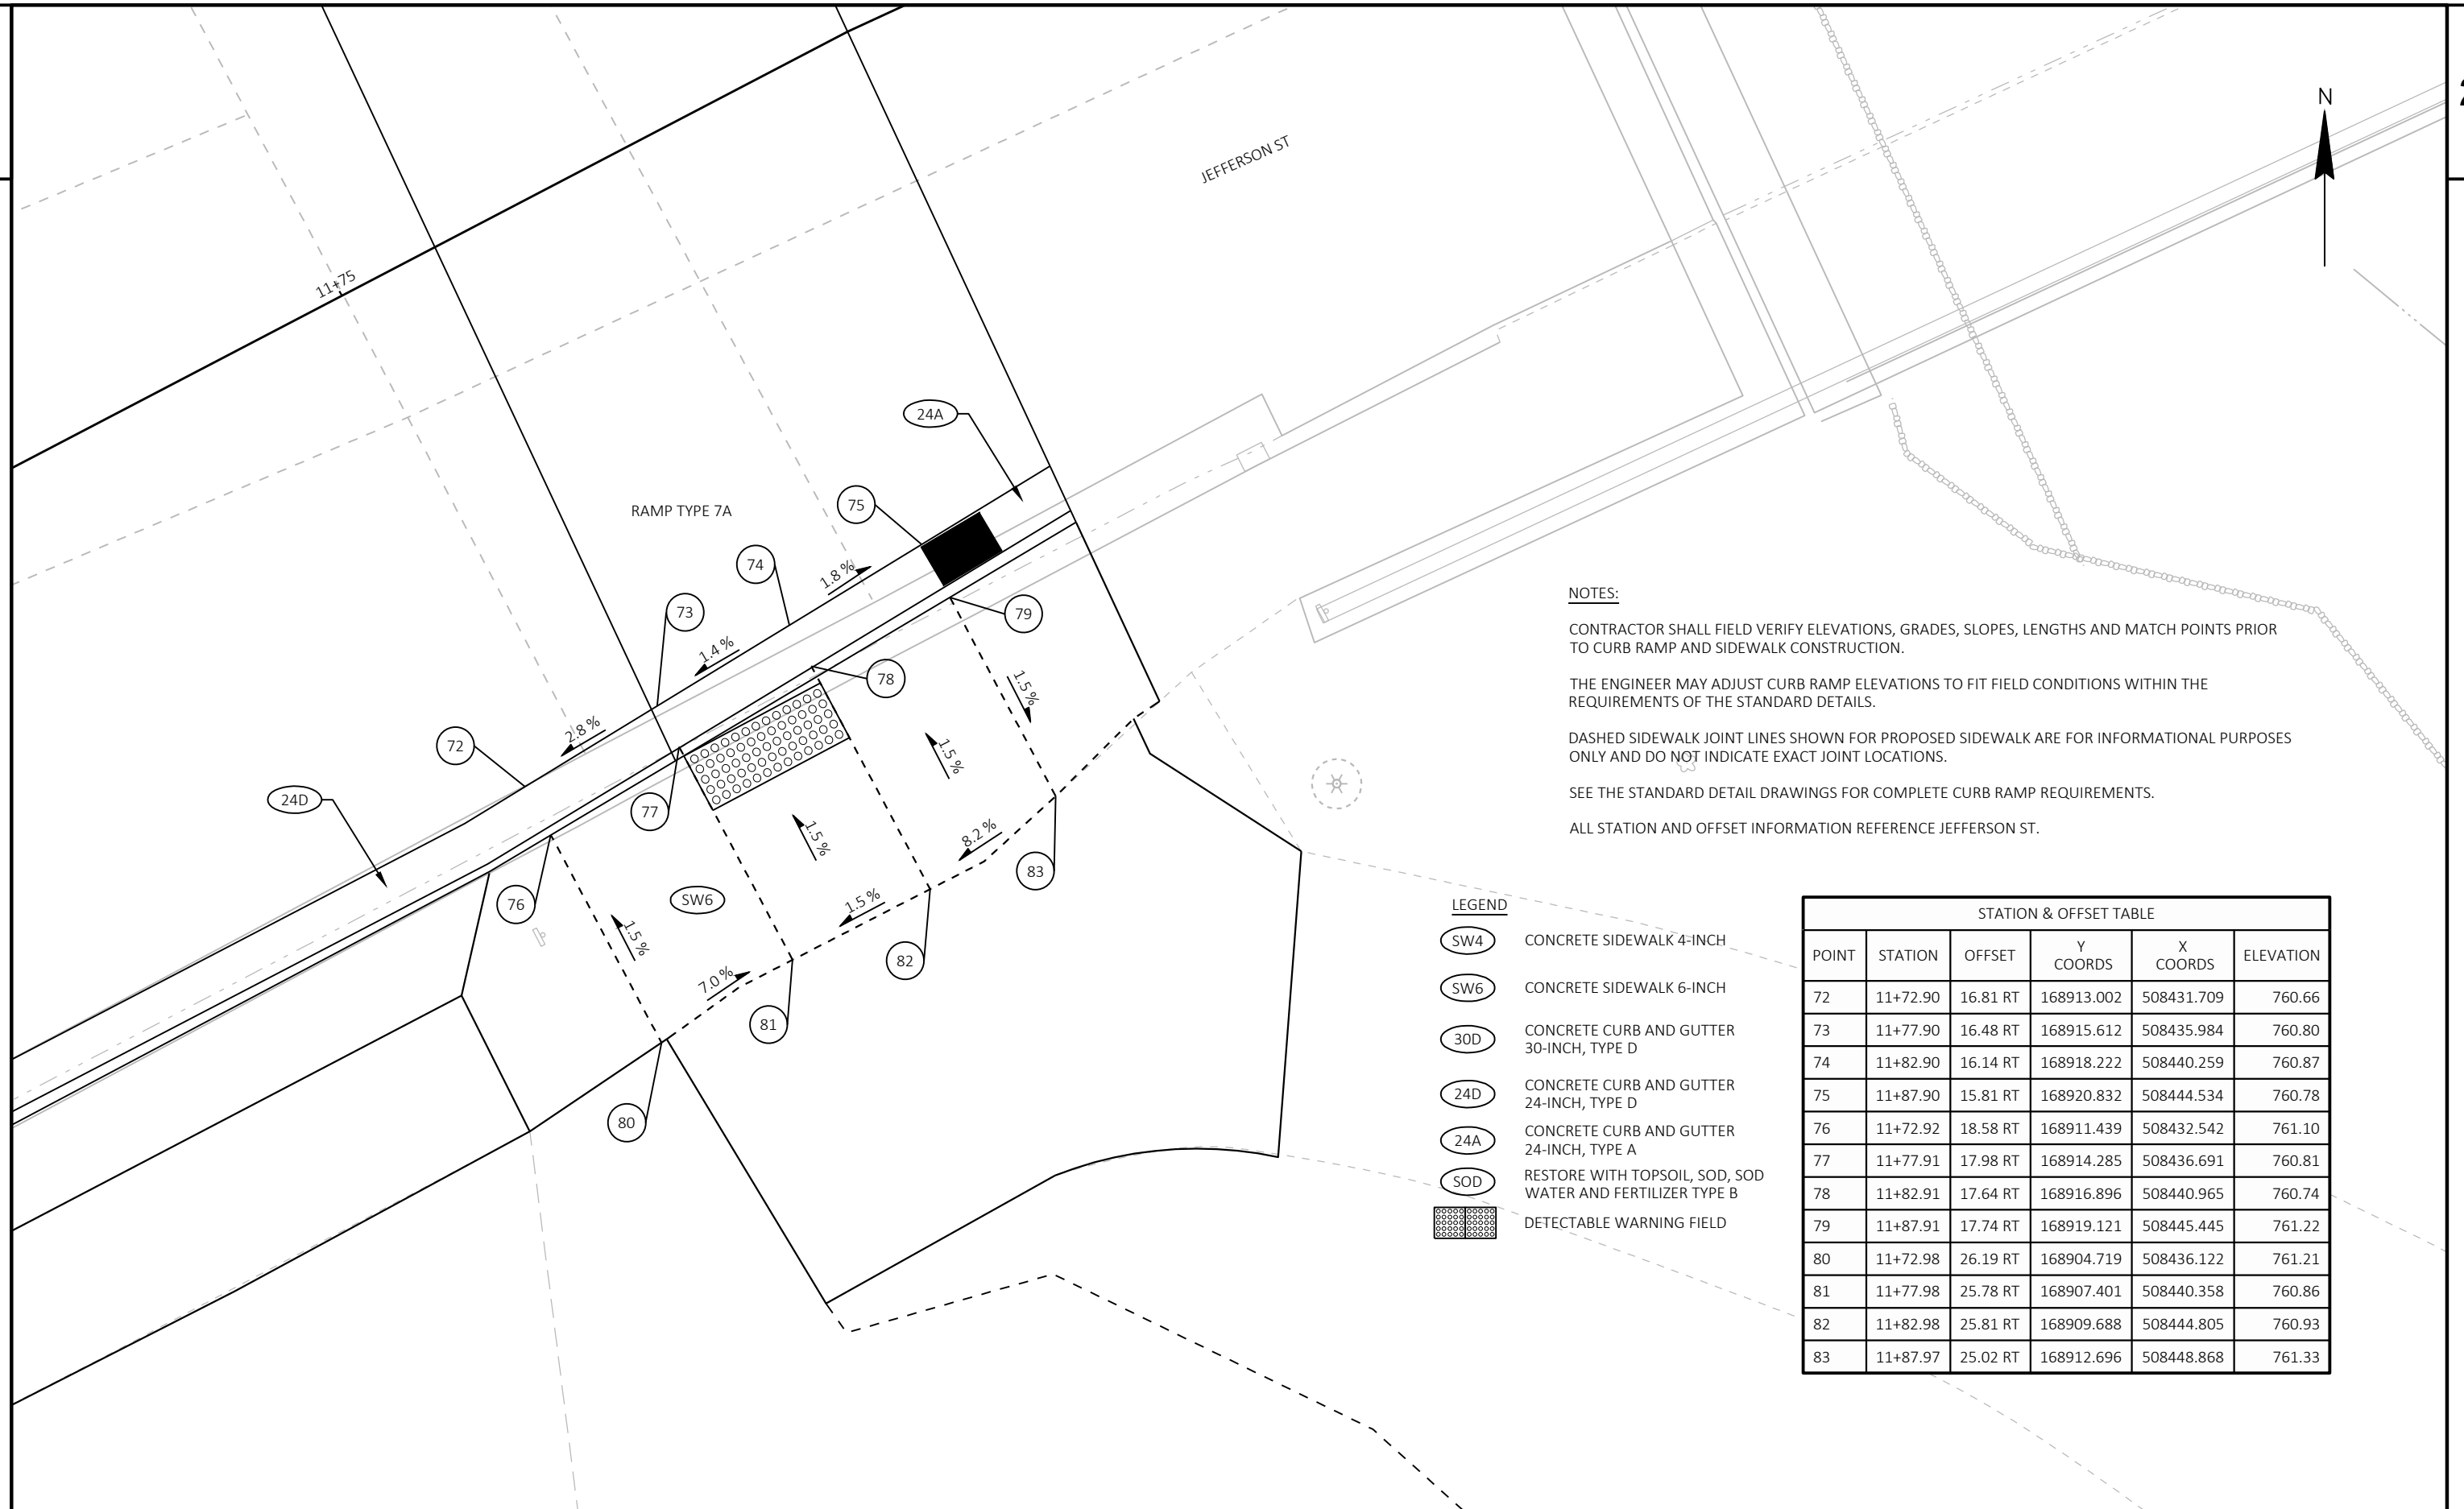 N
JEFFERSON ST
11+75
24A
75
RAMP TYPE 7A
74
1.8 %
73
79
1.4 %
78
2.8 %
72
1.5 %
24D
77
1.5 %
1.5 %
8.2 %
83
76
SW6
1.5 %
1.5 %
82
7.0 %
81
80
NOTES:
CONTRACTOR SHALL FIELD VERIFY ELEVATIONS, GRADES, SLOPES, LENGTHS AND MATCH POINTS PRIOR
TO CURB RAMP AND SIDEWALK CONSTRUCTION.
THE ENGINEER MAY ADJUST CURB RAMP ELEVATIONS TO FIT FIELD CONDITIONS WITHIN THE
REQUIREMENTS OF THE STANDARD DETAILS.
DASHED SIDEWALK JOINT LINES SHOWN FOR PROPOSED SIDEWALK ARE FOR INFORMATIONAL PURPOSES
ONLY AND DO NOT INDICATE EXACT JOINT LOCATIONS.
SEE THE STANDARD DETAIL DRAWINGS FOR COMPLETE CURB RAMP REQUIREMENTS.
ALL STATION AND OFFSET INFORMATION REFERENCE JEFFERSON ST.
LEGEND
SW4 CONCRETE SIDEWALK 4-INCH
SW6 CONCRETE SIDEWALK 6-INCH
30D CONCRETE CURB AND GUTTER
30-INCH, TYPE D
24D CONCRETE CURB AND GUTTER
24-INCH, TYPE D
24A CONCRETE CURB AND GUTTER
24-INCH, TYPE A
SOD RESTORE WITH TOPSOIL, SOD, SOD
WATER AND FERTILIZER TYPE B
DETECTABLE WARNING FIELD
STATION & OFFSET TABLE
POINT STATION OFFSET Y COORDS X COORDS ELEVATION
72 11+72.90 16.81 RT 168913.002 508431.709 760.66
73 11+77.90 16.48 RT 168915.612 508435.984 760.80
74 11+82.90 16.14 RT 168918.222 508440.259 760.87
75 11+87.90 15.81 RT 168920.832 508444.534 760.78
76 11+72.92 18.58 RT 168911.439 508432.542 761.10
77 11+77.91 17.98 RT 168914.285 508436.691 760.81
78 11+82.91 17.64 RT 168916.896 508440.965 760.74
79 11+87.91 17.74 RT 168919.121 508445.445 761.22
80 11+72.98 26.19 RT 168904.719 508436.122 761.21
81 11+77.98 25.78 RT 168907.401 508440.358 760.86
82 11+82.98 25.81 RT 168909.688 508444.805 760.93
83 11+87.97 25.02 RT 168912.696 508448.868 761.33